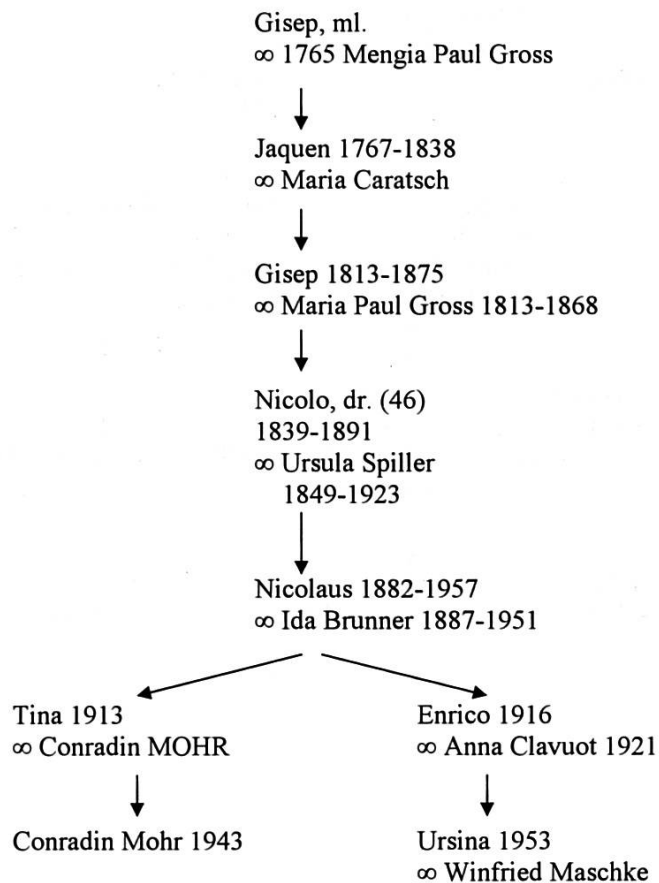 Gisep, ml.
∞ 1765 Mengia Paul Gross
Jaquen 1767-1838
∞ Maria Caratsch
Gisep 1813-1875
∞ Maria Paul Gross 1813-1868
Nicolo, dr. (46)
1839-1891
∞ Ursula Spiller
1849-1923
Nicolaus 1882-1957
∞ Ida Brunner 1887-1951
Tina 1913
∞ Conradin MOHR
Conradin Mohr 1943
Enrico 1916
∞ Anna Clavuot 1921
Ursina 1953
∞ Winfried Maschke